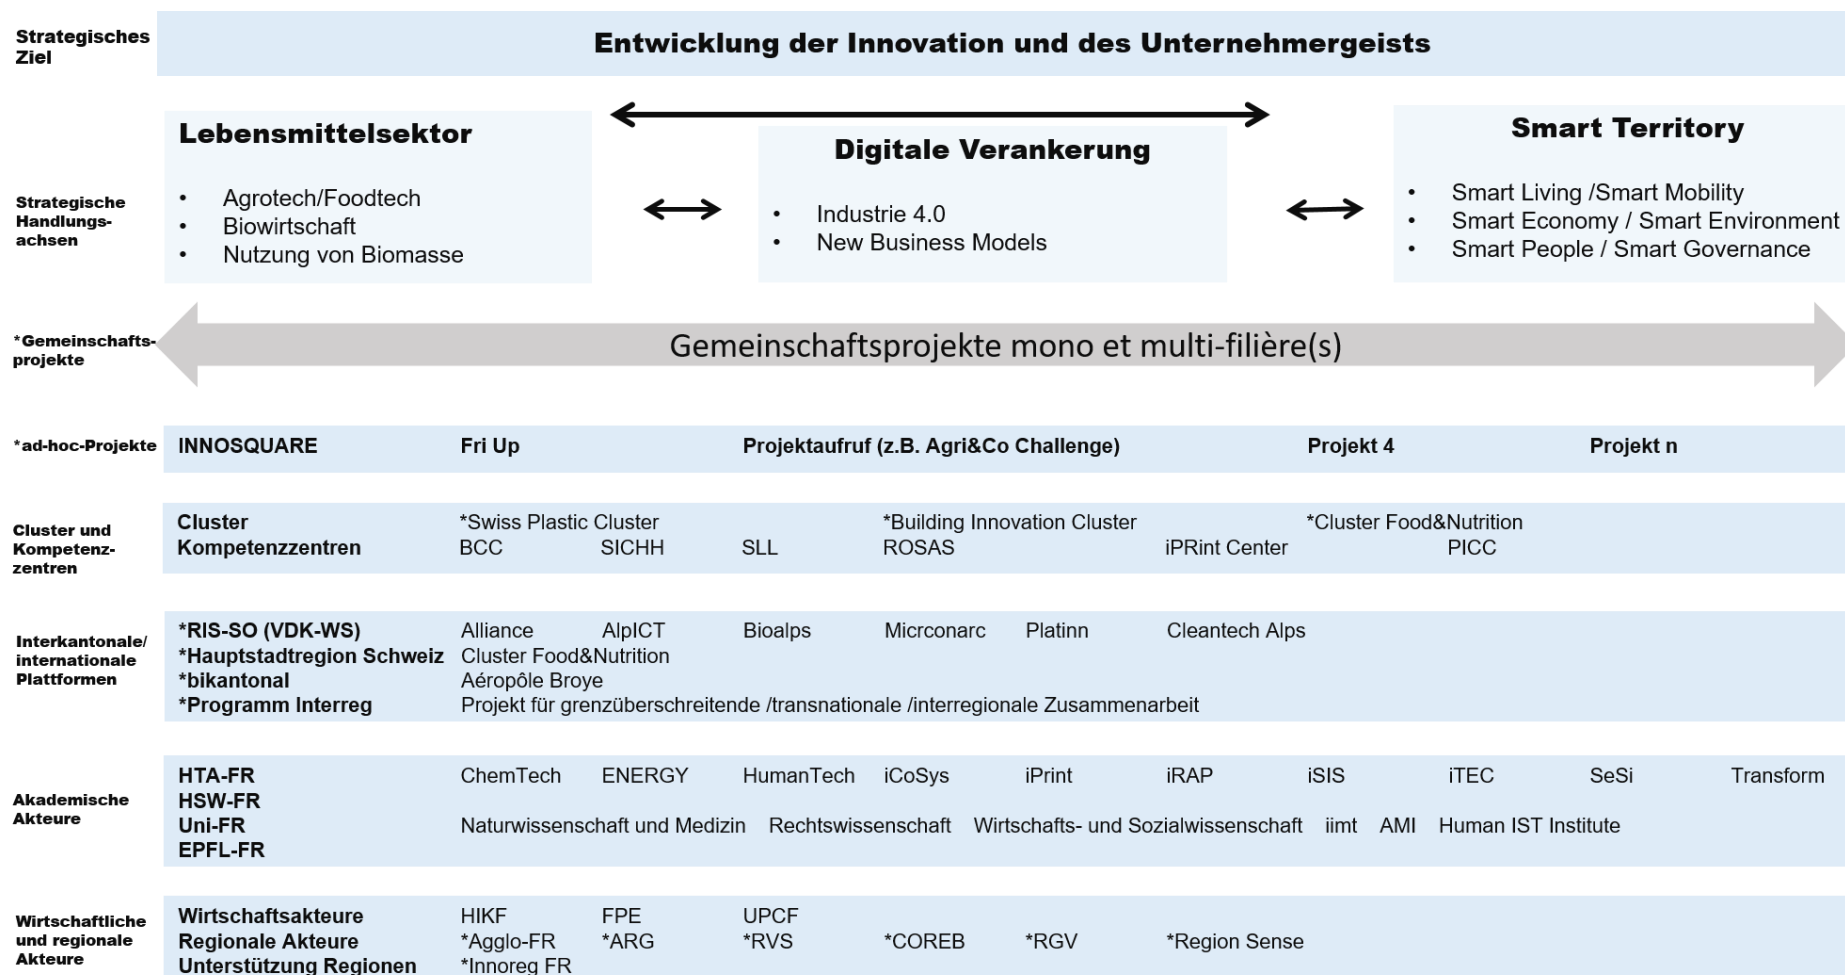 Strategisches
Ziel
Entwicklung der Innovation und des Unternehmergeists
Strategische
Handlungs-
achsen
Lebensmittelsektor
• Agrotech/Foodtech
• Biowirtschaft
• Nutzung von Biomasse
Digitale Verankerung
• Industrie 4.0
• New Business Models
Smart Territory
• Smart Living /Smart Mobility
• Smart Economy / Smart Environment
• Smart People / Smart Governance
*Gemeinschafts-
projekte
Gemeinschaftsprojekte mono et multi-filière(s)
*ad-hoc-Projekte
INNOSQUARE Fri Up Projektaufruf (z.B. Agri&Co Challenge) Projekt 4 Projekt n
Cluster und
Kompetenz-
zentren
Cluster *Swiss Plastic Cluster *Building Innovation Cluster *Cluster Food&Nutrition
Kompetenzzentren BCC SICHH SLL ROSAS iPRint Center PICC
Interkantonale/
internationale
Plattformen
*RIS-SO (VDK-WS) Alliance AlpICT Bioalps Micrconarc Platinn Cleantech Alps
*Hauptstadtregion Schweiz Cluster Food&Nutrition
*bikantonal Aéropôle Broye
*Programm Interreg Projekt für grenzüberschreitende /transnationale /interregionale Zusammenarbeit
Akademische
Akteure
HTA-FR ChemTech ENERGY HumanTech iCoSys iPrint iRAP iSIS iTEC SeSi Transform
HSW-FR
Uni-FR Naturwissenschaft und Medizin Rechtswissenschaft Wirtschafts- und Sozialwissenschaft iimt AMI Human IST Institute
EPFL-FR
Wirtschaftliche
und regionale
Akteure
Wirtschaftsakteure HIKF FPE UPCF
Regionale Akteure *Agglo-FR *ARG *RVS *COREB *RGV *Region Sense
Unterstützung Regionen *Innoreg FR